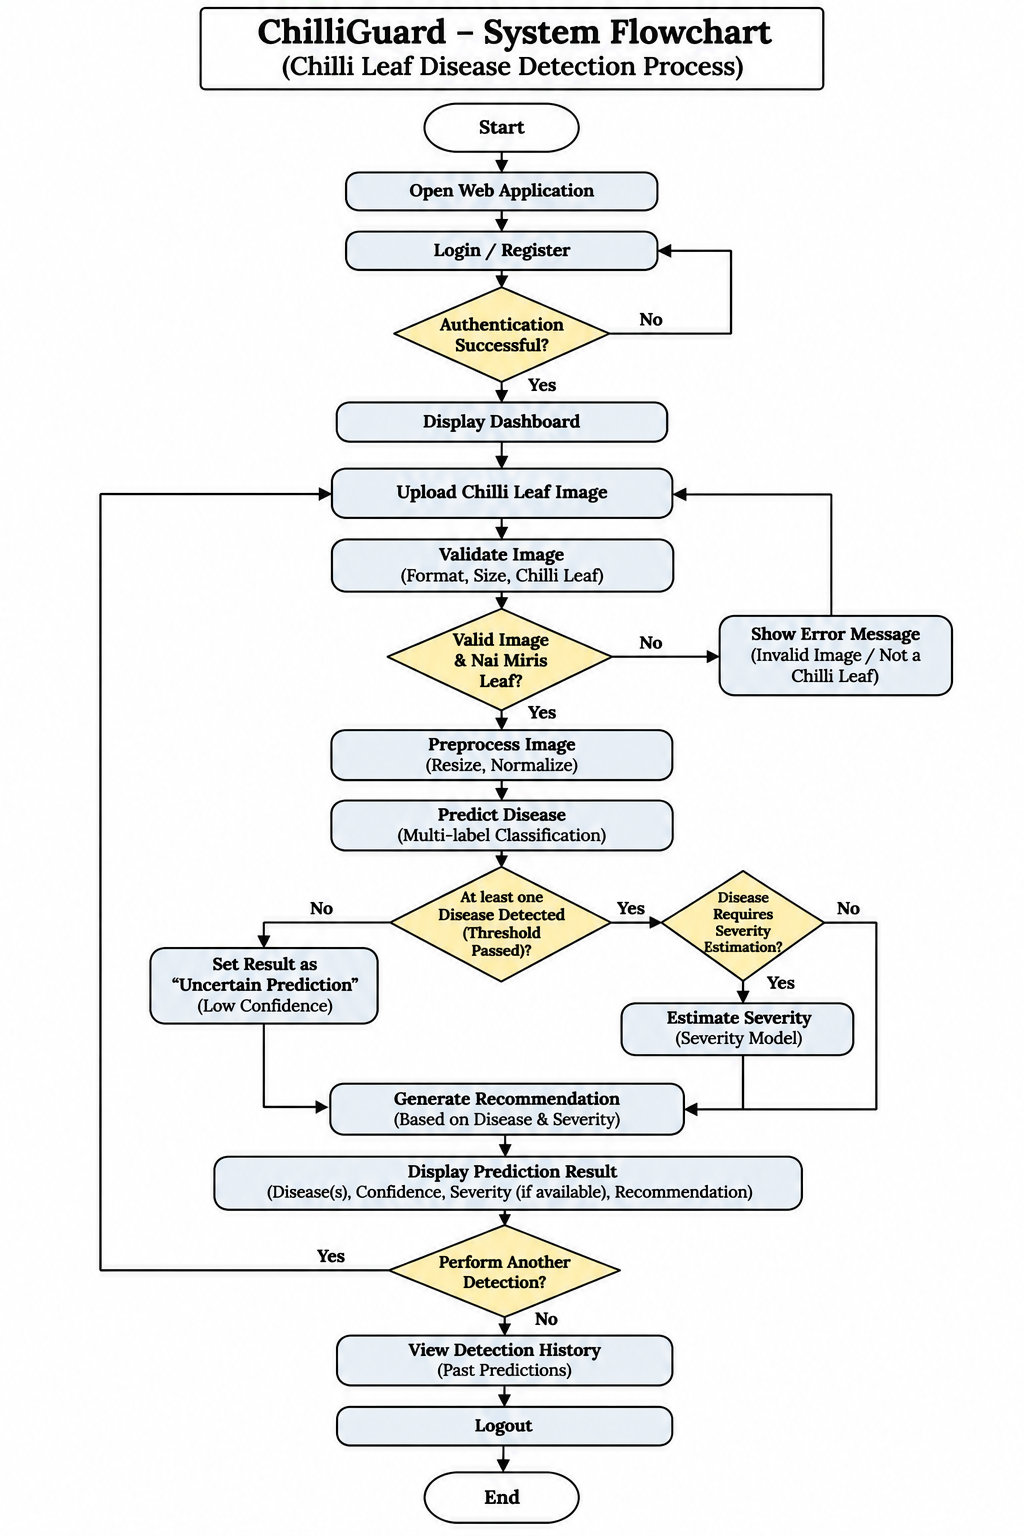 ChilliGuard – System Flowchart
(Chilli Leaf Disease Detection Process)
Start
Open Web Application
Login / Register
Authentication
Successful?
No
Yes
Display Dashboard
Upload Chilli Leaf Image
Validate Image
(Format, Size, Chilli Leaf)
Valid Image
& Nai Miris
Leaf?
No
Show Error Message
(Invalid Image / Not a
Chilli Leaf)
Yes
Preprocess Image
(Resize, Normalize)
Predict Disease
(Multi-label Classification)
At least one
Disease Detected
(Threshold
Passed)?
No
Yes
Disease
Requires
Severity
Estimation?
No
Yes
Set Result as
“Uncertain Prediction”
(Low Confidence)
Estimate Severity
(Severity Model)
Generate Recommendation
(Based on Disease & Severity)
Display Prediction Result
(Disease(s), Confidence, Severity (if available), Recommendation)
Perform Another
Detection?
Yes
No
View Detection History
(Past Predictions)
Logout
End